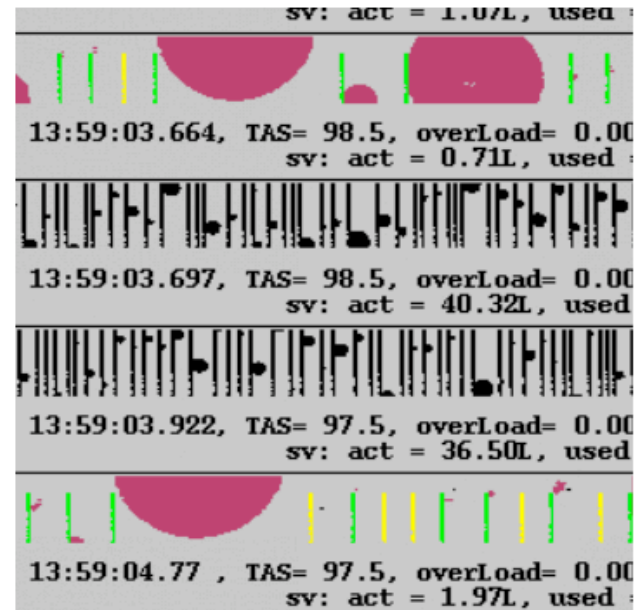 sv: act = 1.07L, used
13:59:03.664, TAS= 98.5, overLoad= 0.00
sv: act = 0.71L, used =
13:59:03.697, TAS= 98.5, overLoad= 0.00
sv: act = 40.32L, used
13:59:03.922, TAS= 97.5, overLoad= 0.00
sv: act = 36.50L, used
13:59:04.77 , TAS= 97.5, overLoad= 0.00
sv: act = 1.97L, used =